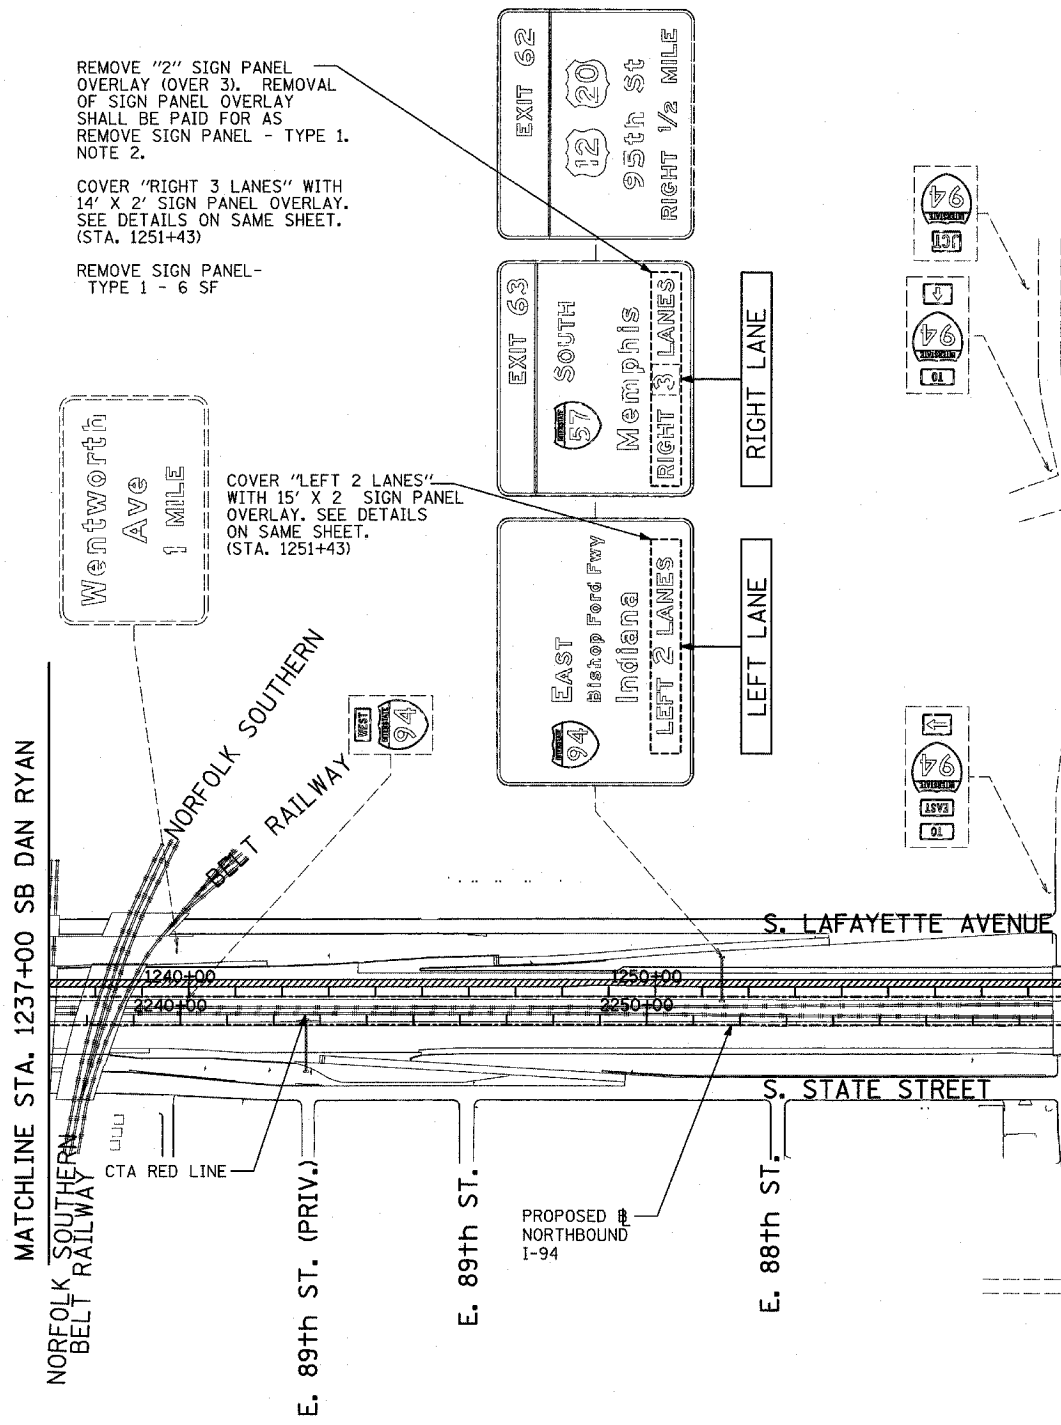 REMOVE "2" SIGN PANEL
OVERLAY (OVER 3). REMOVAL
OF SIGN PANEL OVERLAY
SHALL BE PAID FOR AS
REMOVE SIGN PANEL - TYPE 1.
NOTE 2.
COVER "RIGHT 3 LANES" WITH
14' X 2' SIGN PANEL OVERLAY.
SEE DETAILS ON SAME SHEET.
(STA. 1251+43)
REMOVE SIGN PANEL-
TYPE 1 - 6 SF
EXIT 62
12 20
95th St
RIGHT 1/2 MILE
EXIT 63
INTERSTATE
57
SOUTH
Memphis
RIGHT 3 LANES
RIGHT LANE
INTERSTATE
94
JCT
INTERSTATE
94
TO
Wentworth
Ave
1 MILE
COVER "LEFT 2 LANES"
WITH 15' X 2 SIGN PANEL
OVERLAY. SEE DETAILS
ON SAME SHEET.
(STA. 1251+43)
INTERSTATE
94
EAST
Bishop Ford Fwy
Indiana
LEFT 2 LANES
LEFT LANE
WEST
INTERSTATE
94
INTERSTATE
94
EAST
TO
MATCHLINE STA. 1237+00 SB DAN RYAN
NORFOLK SOUTHERN
BELT RAILWAY
S. LAFAYETTE AVENUE
1240+00
1250+00
2240+00
2250+00
S. STATE STREET
NORFOLK SOUTHERN
BELT RAILWAY
CTA RED LINE
E. 89th ST. (PRIV.)
E. 89th ST.
PROPOSED BL
NORTHBOUND
I-94
E. 88th ST.